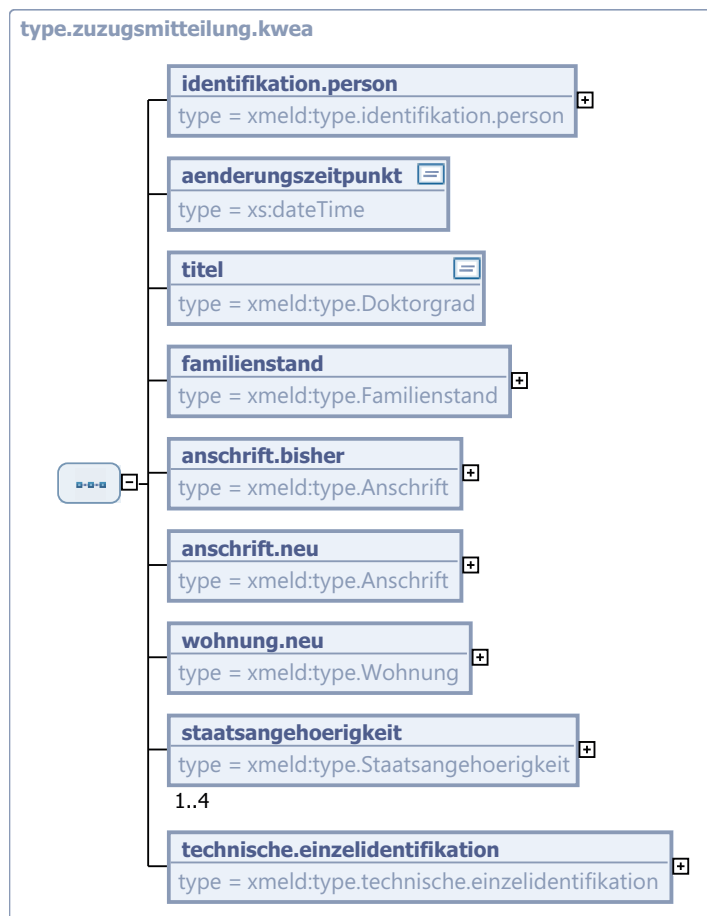 type.zuzugsmitteilung.kwea
identifikation.person
type = xmeld:type.identifikation.person
aenderungszeitpunkt
type = xs:dateTime
titel
type = xmeld:type.Doktorgrad
familienstand
type = xmeld:type.Familienstand
anschrift.bisher
type = xmeld:type.Anschrift
anschrift.neu
type = xmeld:type.Anschrift
wohnung.neu
type = xmeld:type.Wohnung
staatsangehoerigkeit
type = xmeld:type.Staatsangehoerigkeit
1..4
technische.einzelidentifikation
type = xmeld:type.technische.einzelidentifikation